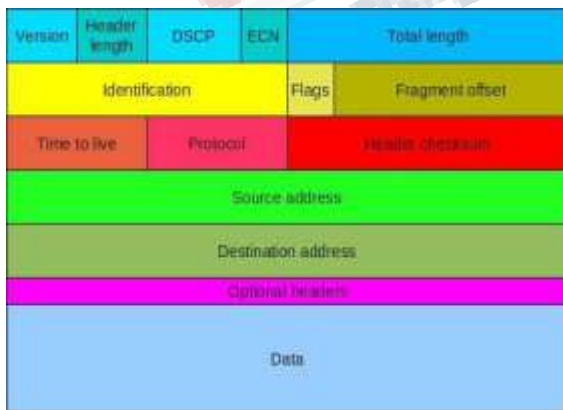 Version Header length DSCP ECN Total length
Identification Flags Fragment offset
Time to live Protocol Header checksum
Source address
Destination address
Optional headers
Data